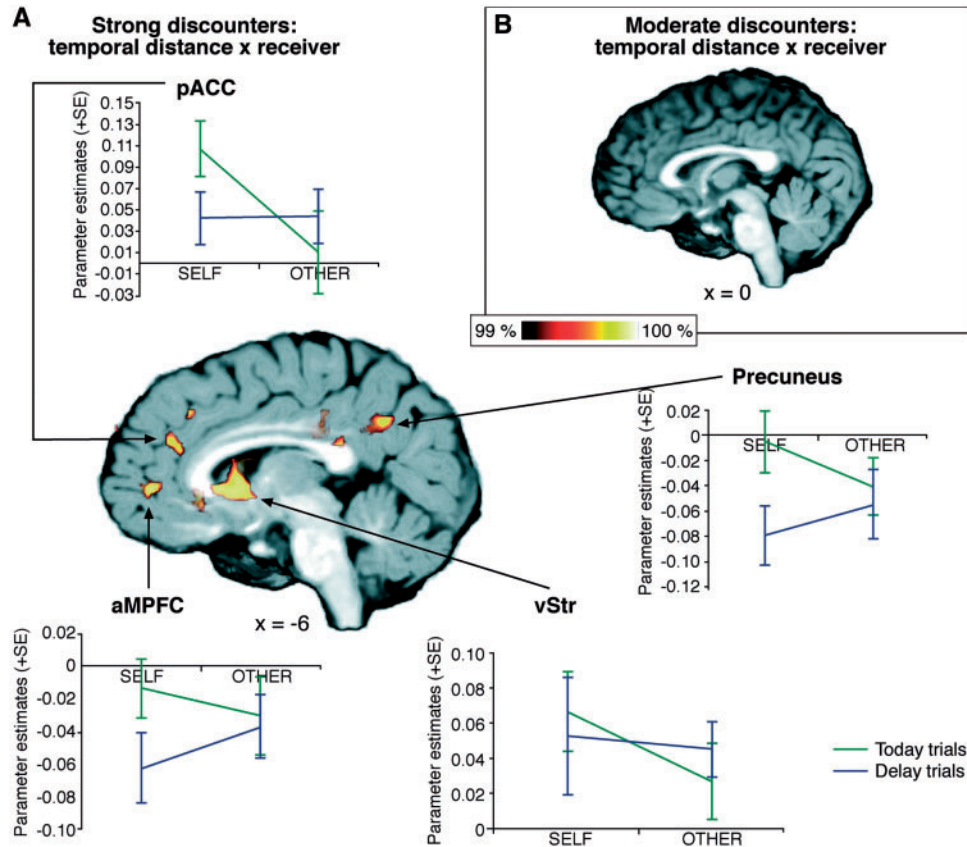 A
Strong discounters:
temporal distance x receiver
B
Moderate discounters:
temporal distance x receiver
pACC
Parameter estimates (+SE)
0.15
0.13
0.11
0.09
0.07
0.05
0.03
0.01
-0.01
-0.03
SELF OTHER
x = 0
99 % 100 %
Precuneus
Parameter estimates (+SE)
0.02
0
-0.02
-0.04
-0.06
-0.08
-0.10
-0.12
SELF OTHER
aMPFC
x = -6
vStr
Parameter estimates (+SE)
0.02
0
-0.02
-0.04
-0.06
-0.08
-0.10
SELF OTHER
Parameter estimates (+SE)
0.10
0.08
0.06
0.04
0.02
0
SELF OTHER
Today trials
Delay trials